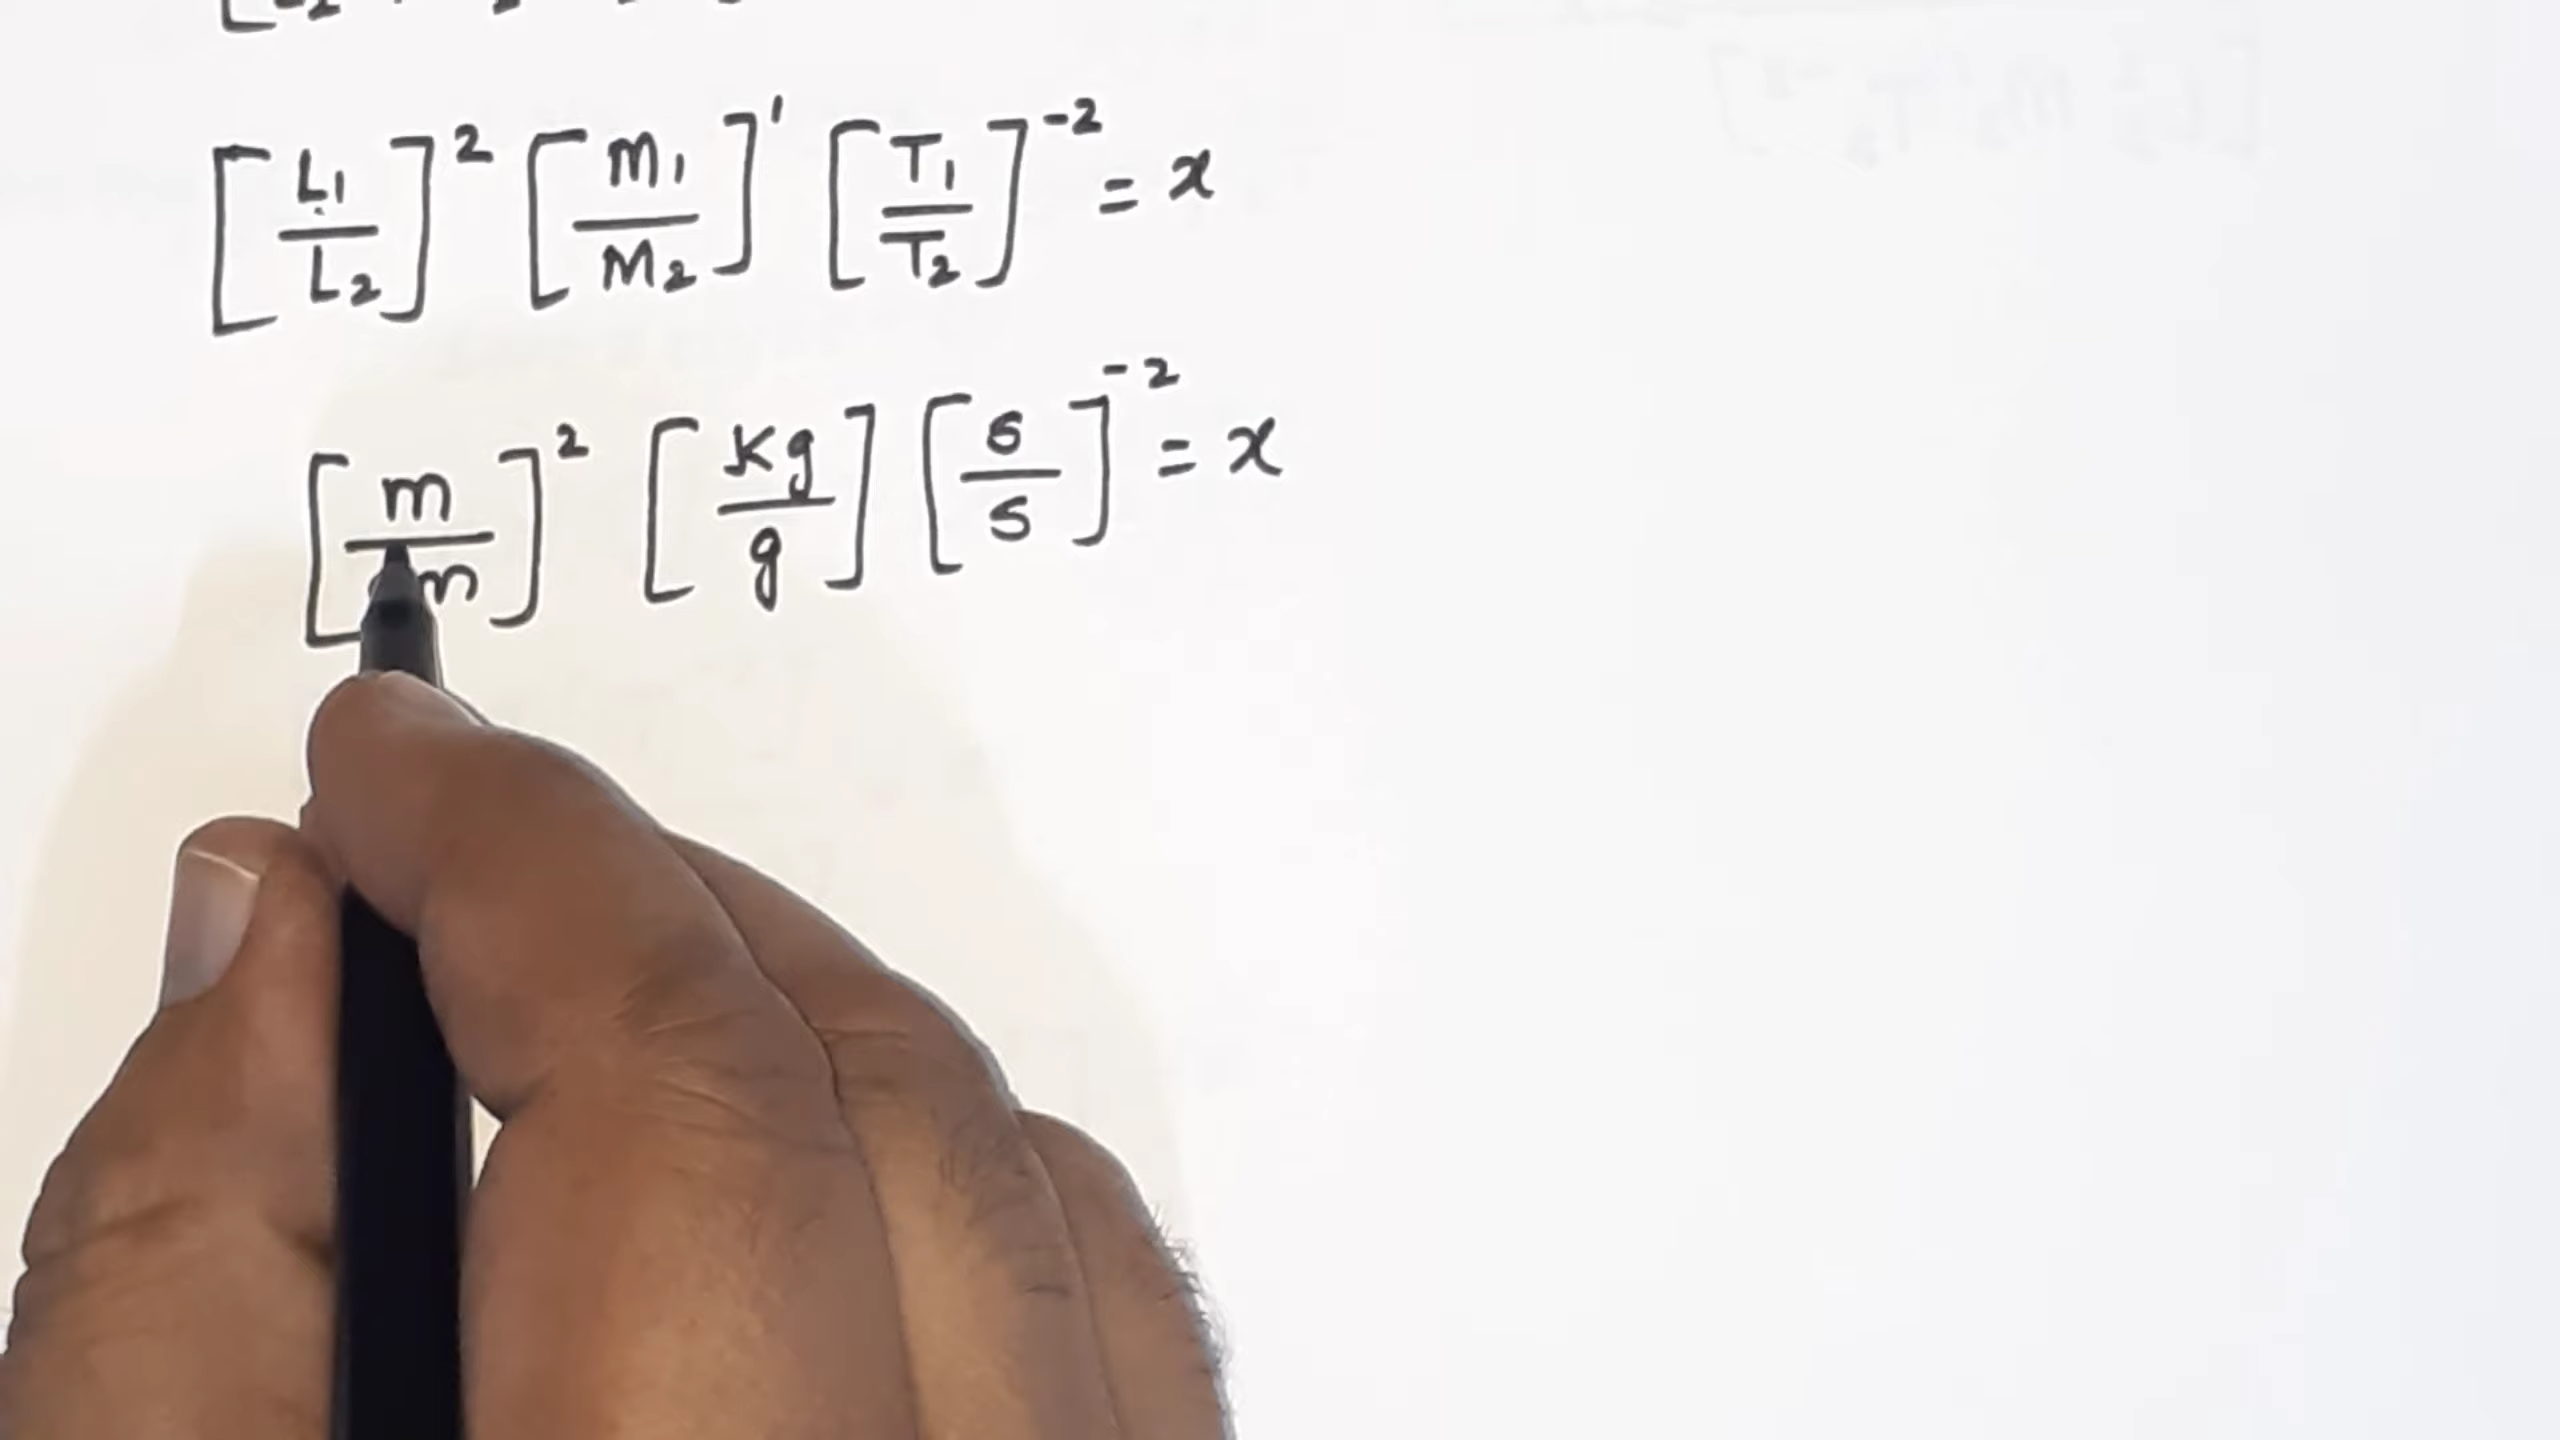 [L1/L2]² [M1/M2]¹ [T1/T2]⁻² = x
[m/cm]² [kg/g] [s/s]⁻² = x